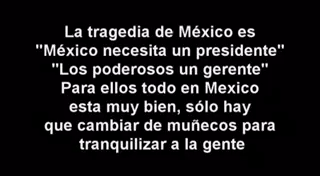 La tragedia de México es
"México necesita un presidente"
"Los poderosos un gerente"
Para ellos todo en Mexico
esta muy bien, sólo hay
que cambiar de muñecos para
tranquilizar a la gente